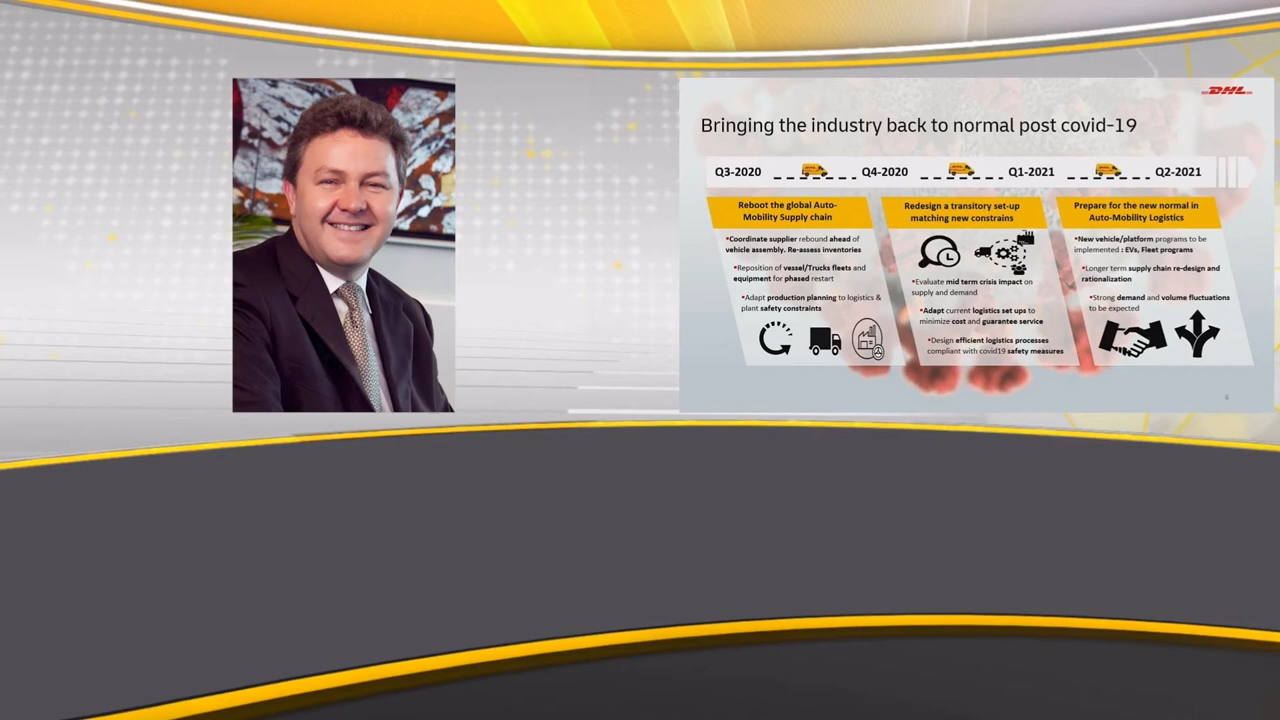 DHL
Bringing the industry back to normal post covid-19
Q3-2020
Q4-2020
Q1-2021
Q2-2021
Reboot the global Auto-
Mobility Supply chain
▪Coordinate supplier rebound ahead of
vehicle assembly. Re-assess inventories
▪Reposition of vessel/Trucks fleets and
equipment for phased restart
▪Adapt production planning to logistics &
plant safety constraints
Redesign a transitory set-up
matching new constrains
▪Evaluate mid term crisis impact on
supply and demand
▪Adapt current logistics set ups to
minimize cost and guarantee service
▪Design efficient logistics processes
compliant with covid19 safety measures
Prepare for the new normal in
Auto-Mobility Logistics
▪New vehicle/platform programs to be
implemented : EVs, Fleet programs
▪Longer term supply chain re-design and
rationalization
▪Strong demand and volume fluctuations
to be expected
6